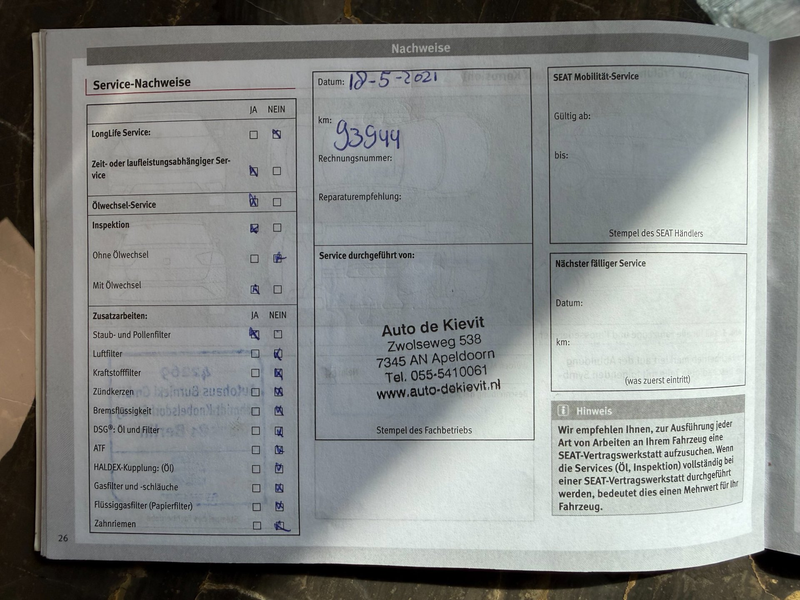 Nachweise
Service-Nachweise
JA NEIN
LongLife Service:
Zeit- oder laufleistungsabhängiger Ser-
vice
Ölwechsel-Service
Inspektion
Ohne Ölwechsel
Mit Ölwechsel
Zusatzarbeiten: JA NEIN
Staub- und Pollenfilter
Luftfilter
Kraftstofffilter
Zündkerzen
Bremsflüssigkeit
DSG®: Öl und Filter
ATF
HALDEX-Kupplung: (Öl)
Gasfilter und -schläuche
Flüssiggasfilter (Papierfilter)
Zahnriemen
26
Datum: 18-5-2021
km: 93944
Rechnungsnummer:
Reparaturempfehlung:
Service durchgeführt von:
Auto de Kievit
Zwolseweg 538
7345 AN Apeldoorn
Tel. 055-5410061
www.auto-dekievit.nl
Stempel des Fachbetriebs
SEAT Mobilität-Service
Gültig ab:
bis:
Stempel des SEAT Händlers
Nächster fälliger Service
Datum:
km:
(was zuerst eintritt)
i Hinweis
Wir empfehlen Ihnen, zur Ausführung jeder
Art von Arbeiten an Ihrem Fahrzeug eine
SEAT-Vertragswerkstatt aufzusuchen. Wenn
die Services (Öl, Inspektion) vollständig bei
einer SEAT-Vertragswerkstatt durchgeführt
werden, bedeutet dies einen Mehrwert für Ihr
Fahrzeug.